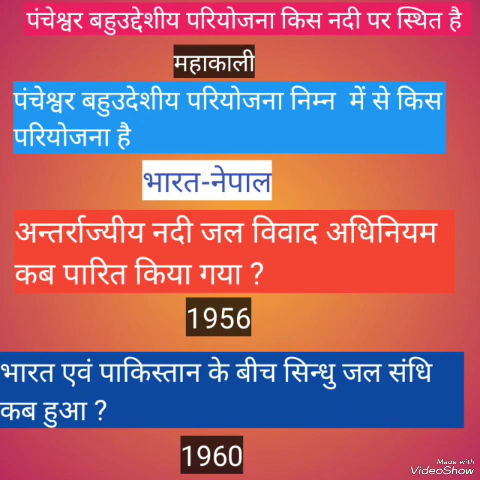 पंचेश्वर बहुउद्देशीय परियोजना किस नदी पर स्थित है
महाकाली
पंचेश्वर बहुउदेशीय परियोजना निम्न में से किस
परियोजना है
भारत-नेपाल
अन्तर्राज्यीय नदी जल विवाद अधिनियम
कब पारित किया गया ?
1956
भारत एवं पाकिस्तान के बीच सिन्धु जल संधि
कब हुआ ?
1960
Made with
VideoShow